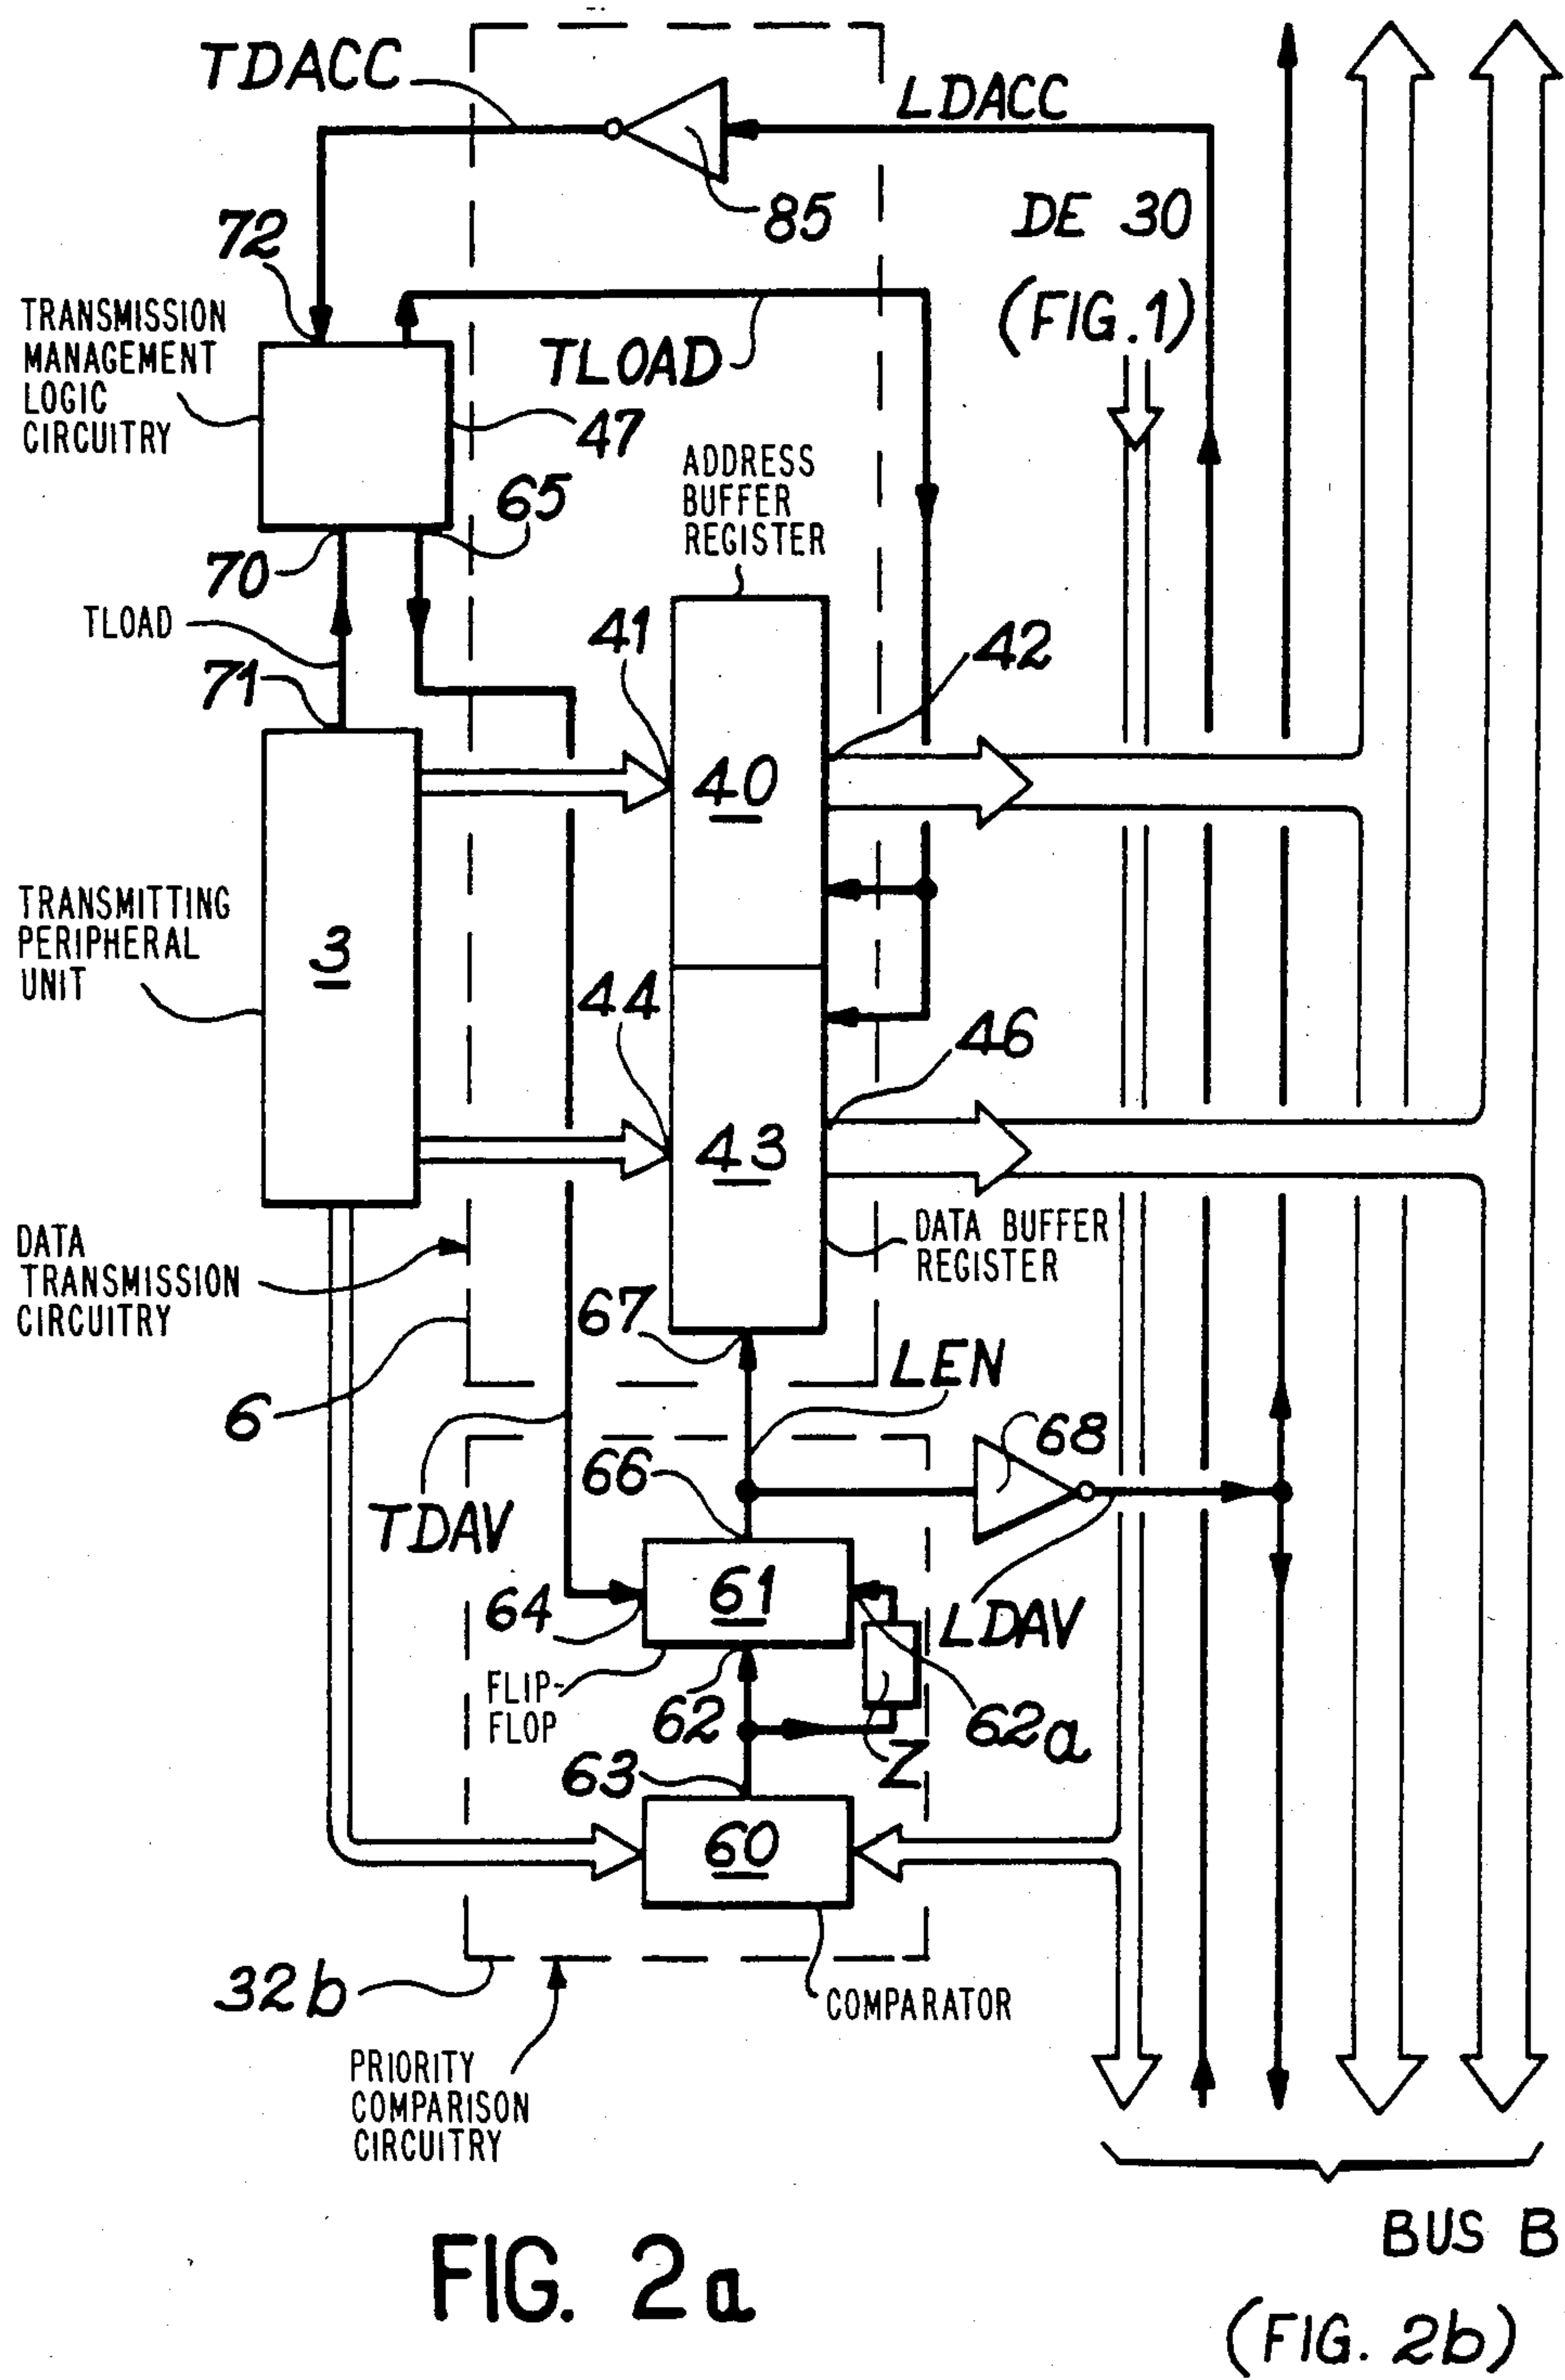 TDACC
LDACC
85
DE 30
(FIG.1)
72
TRANSMISSION
MANAGEMENT
LOGIC
CIRCUITRY
TLOAD
47
ADDRESS
BUFFER
REGISTER
65
70
TLOAD
71
41
42
40
TRANSMITTING
PERIPHERAL
UNIT
3
44
46
43
DATA
TRANSMISSION
CIRCUITRY
DATA BUFFER
REGISTER
67
LEN
6
68
66
TDAV
61
64
LDAV
FLIP-
FLOP
62
62a
Z
63
60
32b
COMPARATOR
PRIORITY
COMPARISON
CIRCUITRY
BUS B
FIG. 2a
(FIG. 2b)